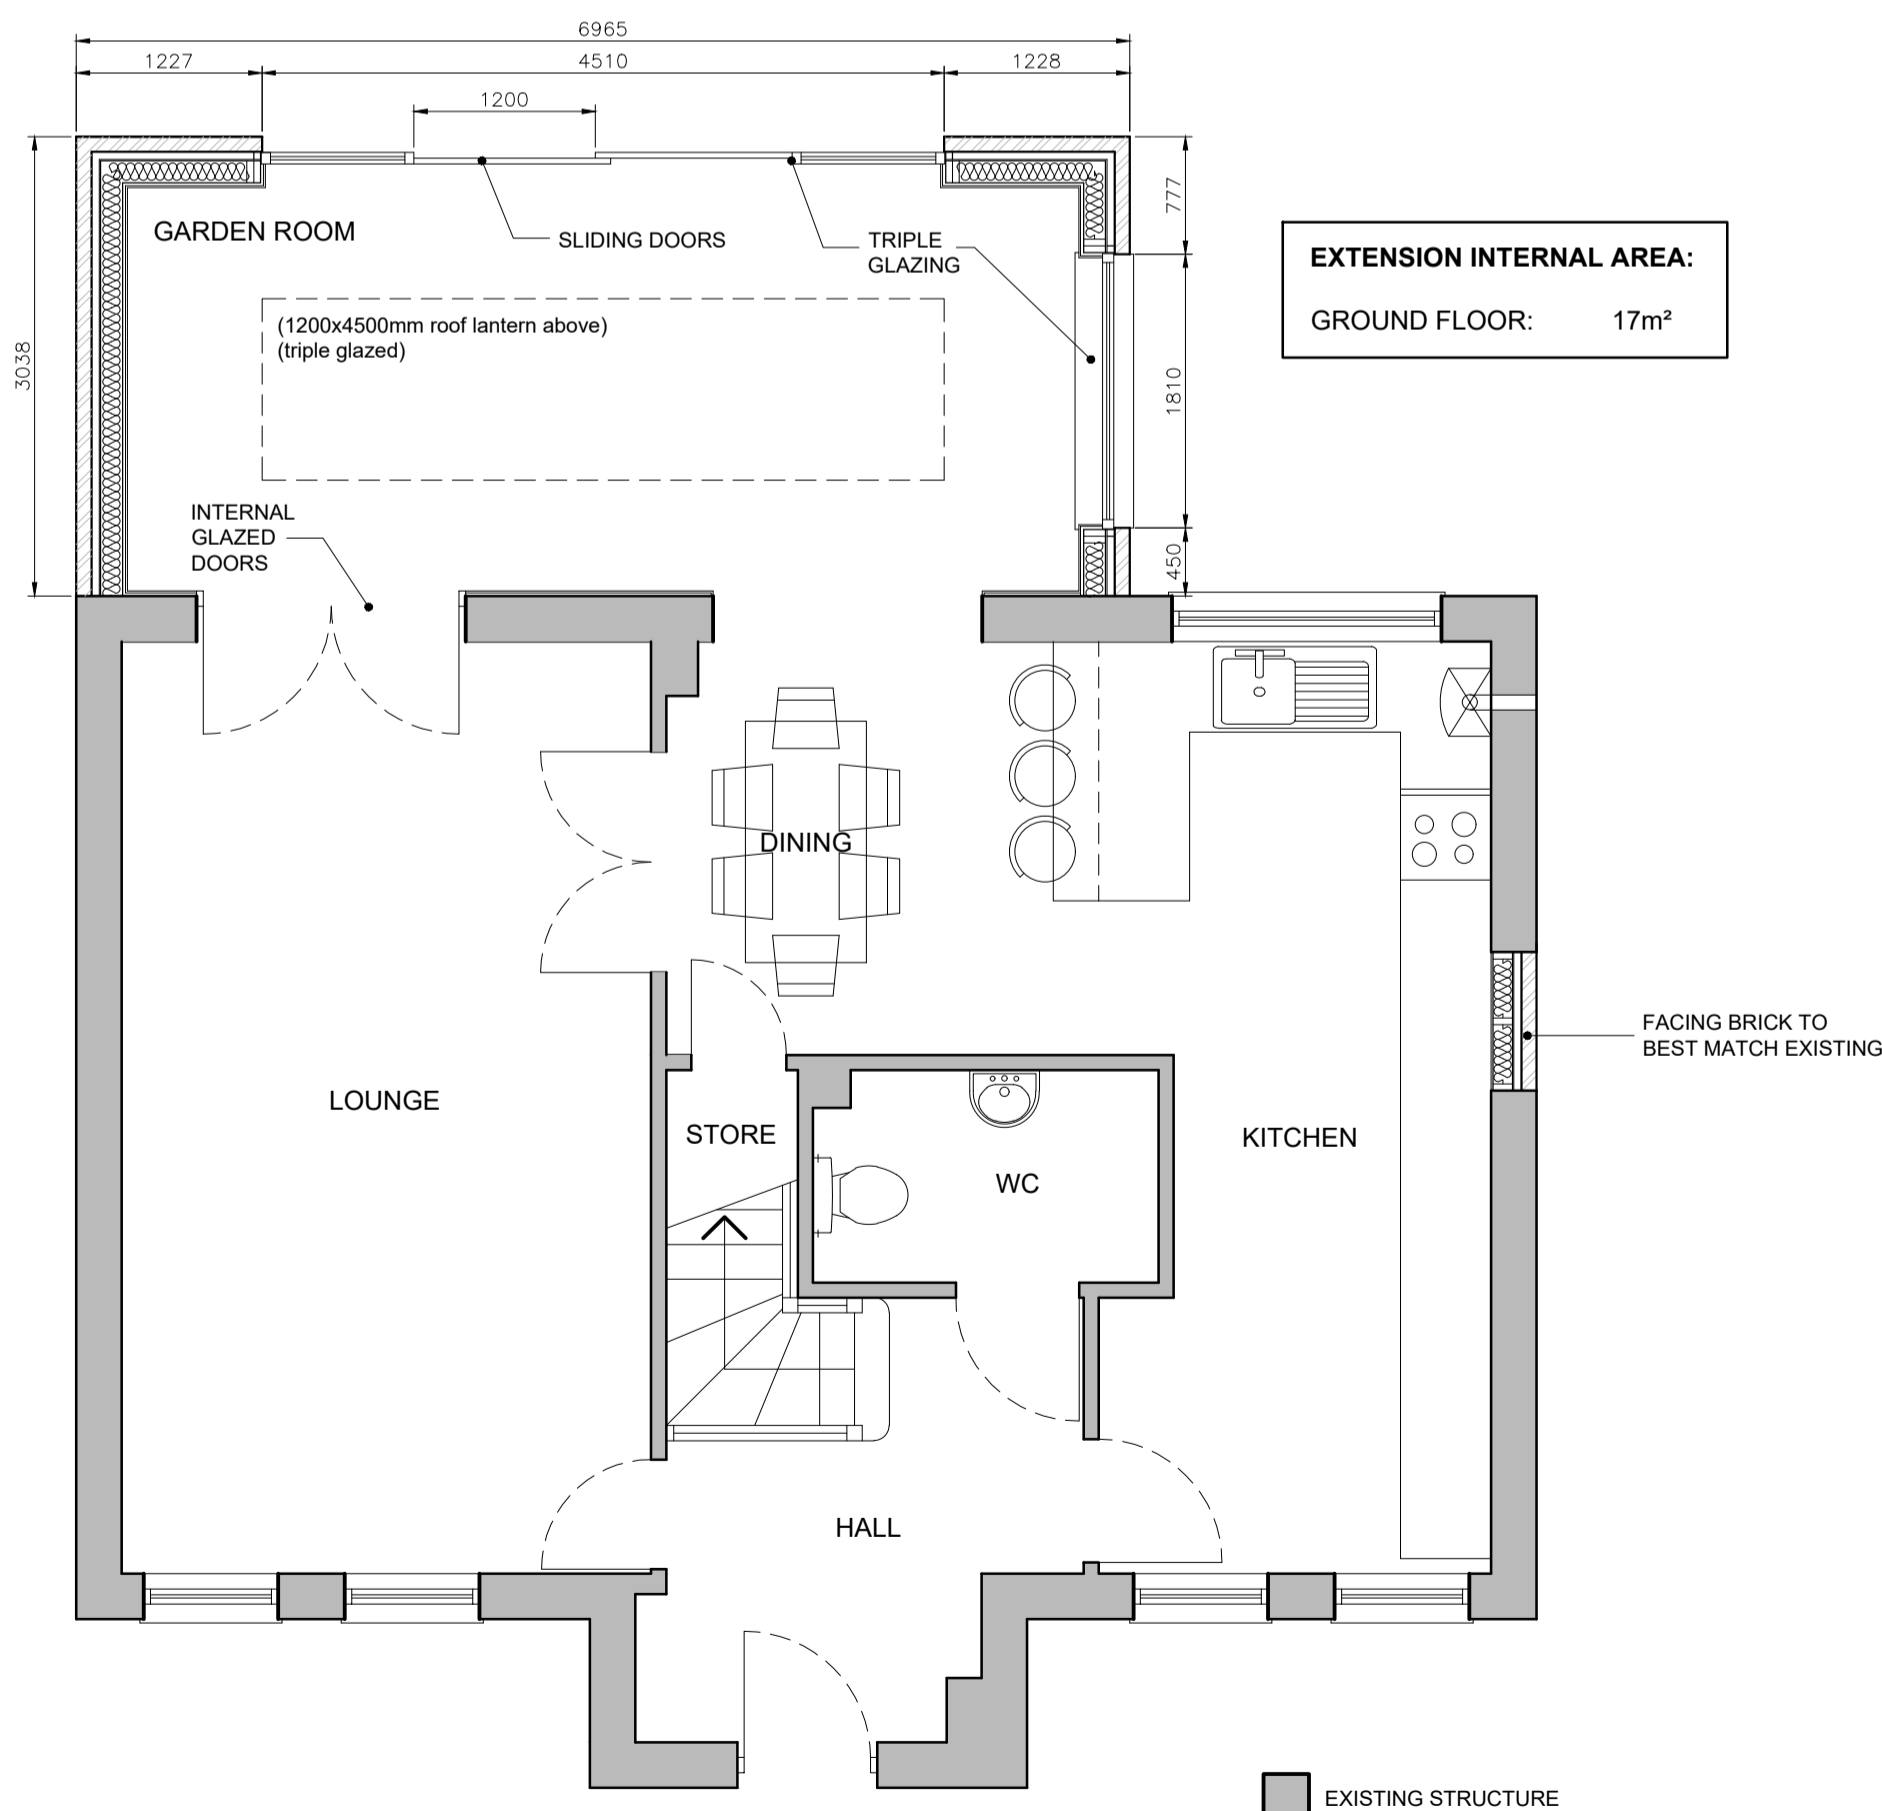 6965
1227
4510
1228
1200
3038
777
1810
450
GARDEN ROOM
SLIDING DOORS
TRIPLE
GLAZING
(1200x4500mm roof lantern above)
(triple glazed)
EXTENSION INTERNAL AREA:
GROUND FLOOR: 17m²
INTERNAL
GLAZED
DOORS
DINING
FACING BRICK TO
BEST MATCH EXISTING
LOUNGE
STORE
KITCHEN
WC
HALL
EXISTING STRUCTURE